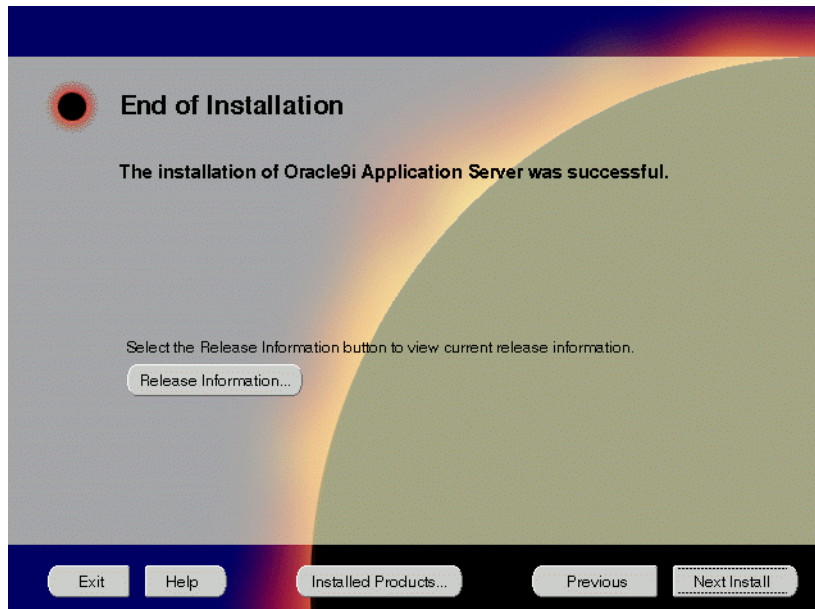 End of Installation
The installation of Oracle9i Application Server was successful.
Select the Release Information button to view current release information.
Release Information...
Exit
Help
Installed Products...
Previous
Next Install